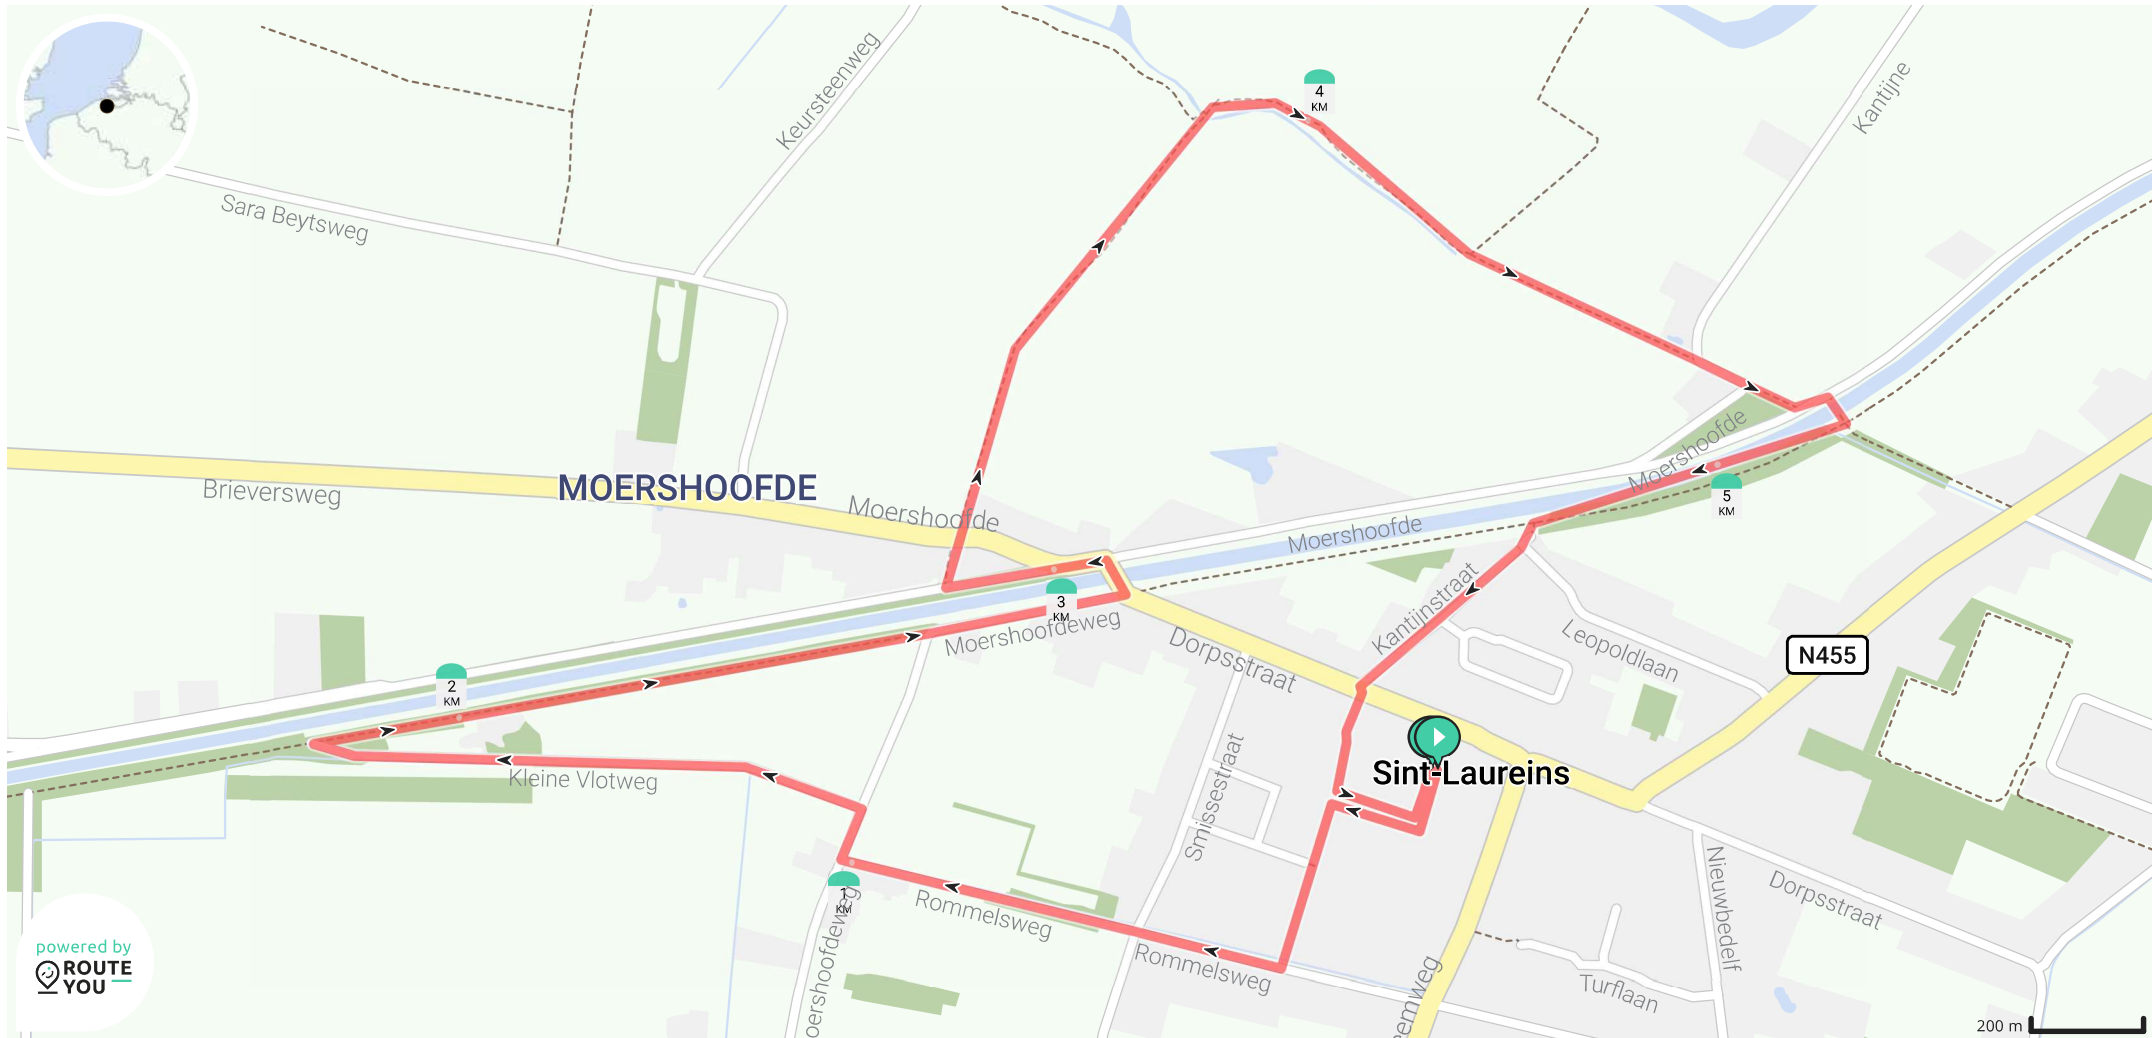 Keursteenweg
4
KM
Kantijne
Sara Beytsweg
MOERSHOOFDE
Brieversweg
Moershoofde
Moershoofde
5
KM
Moershoofde
3
KM
Moershoofdeweg
Kantijnstraat
Leopoldlaan
Dorpsstraat
N455
2
KM
Sint-Laureins
Kleine Vlotweg
Smissestraat
1
KM
Rommelsweg
Rommelsweg
oershoofdeweg
Nieuwbedelf
Dorpsstraat
Turflaan
emweg
powered by
ROUTE
YOU
200 m